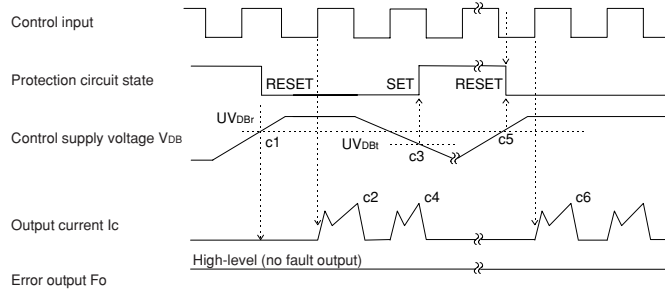 Control input
Protection circuit state
RESET
SET
RESET
UVDBr
Control supply voltage VDB
c1
UVDBt
c3
c5
c2
c4
c6
Output current Ic
High-level (no fault output)
Error output Fo